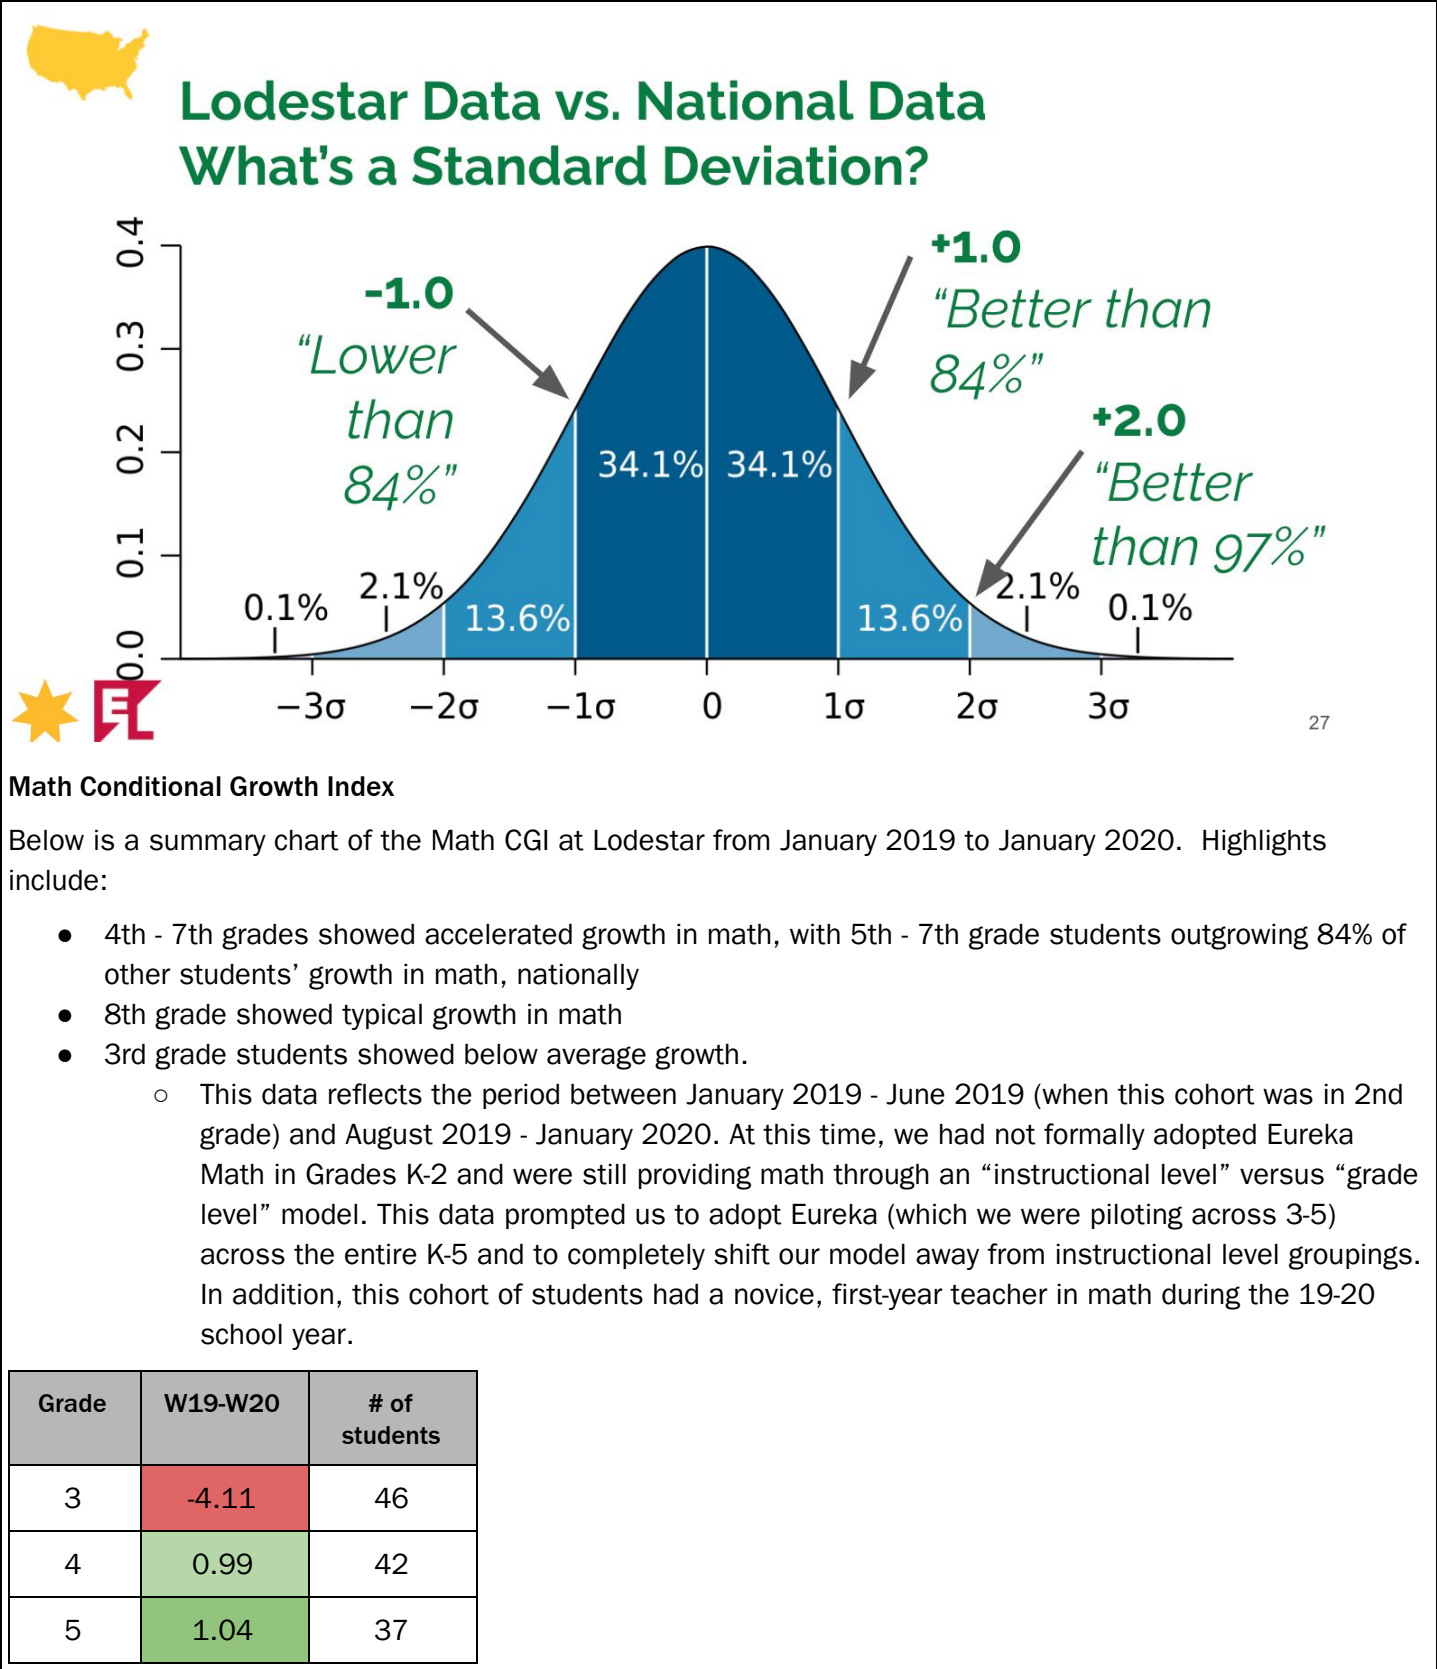 Lodestar Data vs. National Data
What's a Standard Deviation?
0.4
0.3
0.2
0.1
0.0
-1.0
"Lower
than
84%"
+1.0
"Better than
84%"
+2.0
"Better
than 97%"
0.1%
2.1%
13.6%
34.1%
34.1%
13.6%
2.1%
0.1%
−3σ
−2σ
−1σ
0
1σ
2σ
3σ
EL
27
Math Conditional Growth Index
Below is a summary chart of the Math CGI at Lodestar from January 2019 to January 2020.  Highlights
include:
● 4th - 7th grades showed accelerated growth in math, with 5th - 7th grade students outgrowing 84% of
other students' growth in math, nationally
● 8th grade showed typical growth in math
● 3rd grade students showed below average growth.
○ This data reflects the period between January 2019 - June 2019 (when this cohort was in 2nd
grade) and August 2019 - January 2020. At this time, we had not formally adopted Eureka
Math in Grades K-2 and were still providing math through an "instructional level" versus "grade
level" model. This data prompted us to adopt Eureka (which we were piloting across 3-5)
across the entire K-5 and to completely shift our model away from instructional level groupings.
In addition, this cohort of students had a novice, first-year teacher in math during the 19-20
school year.
Grade W19-W20 # of
students
3 -4.11 46
4 0.99 42
5 1.04 37